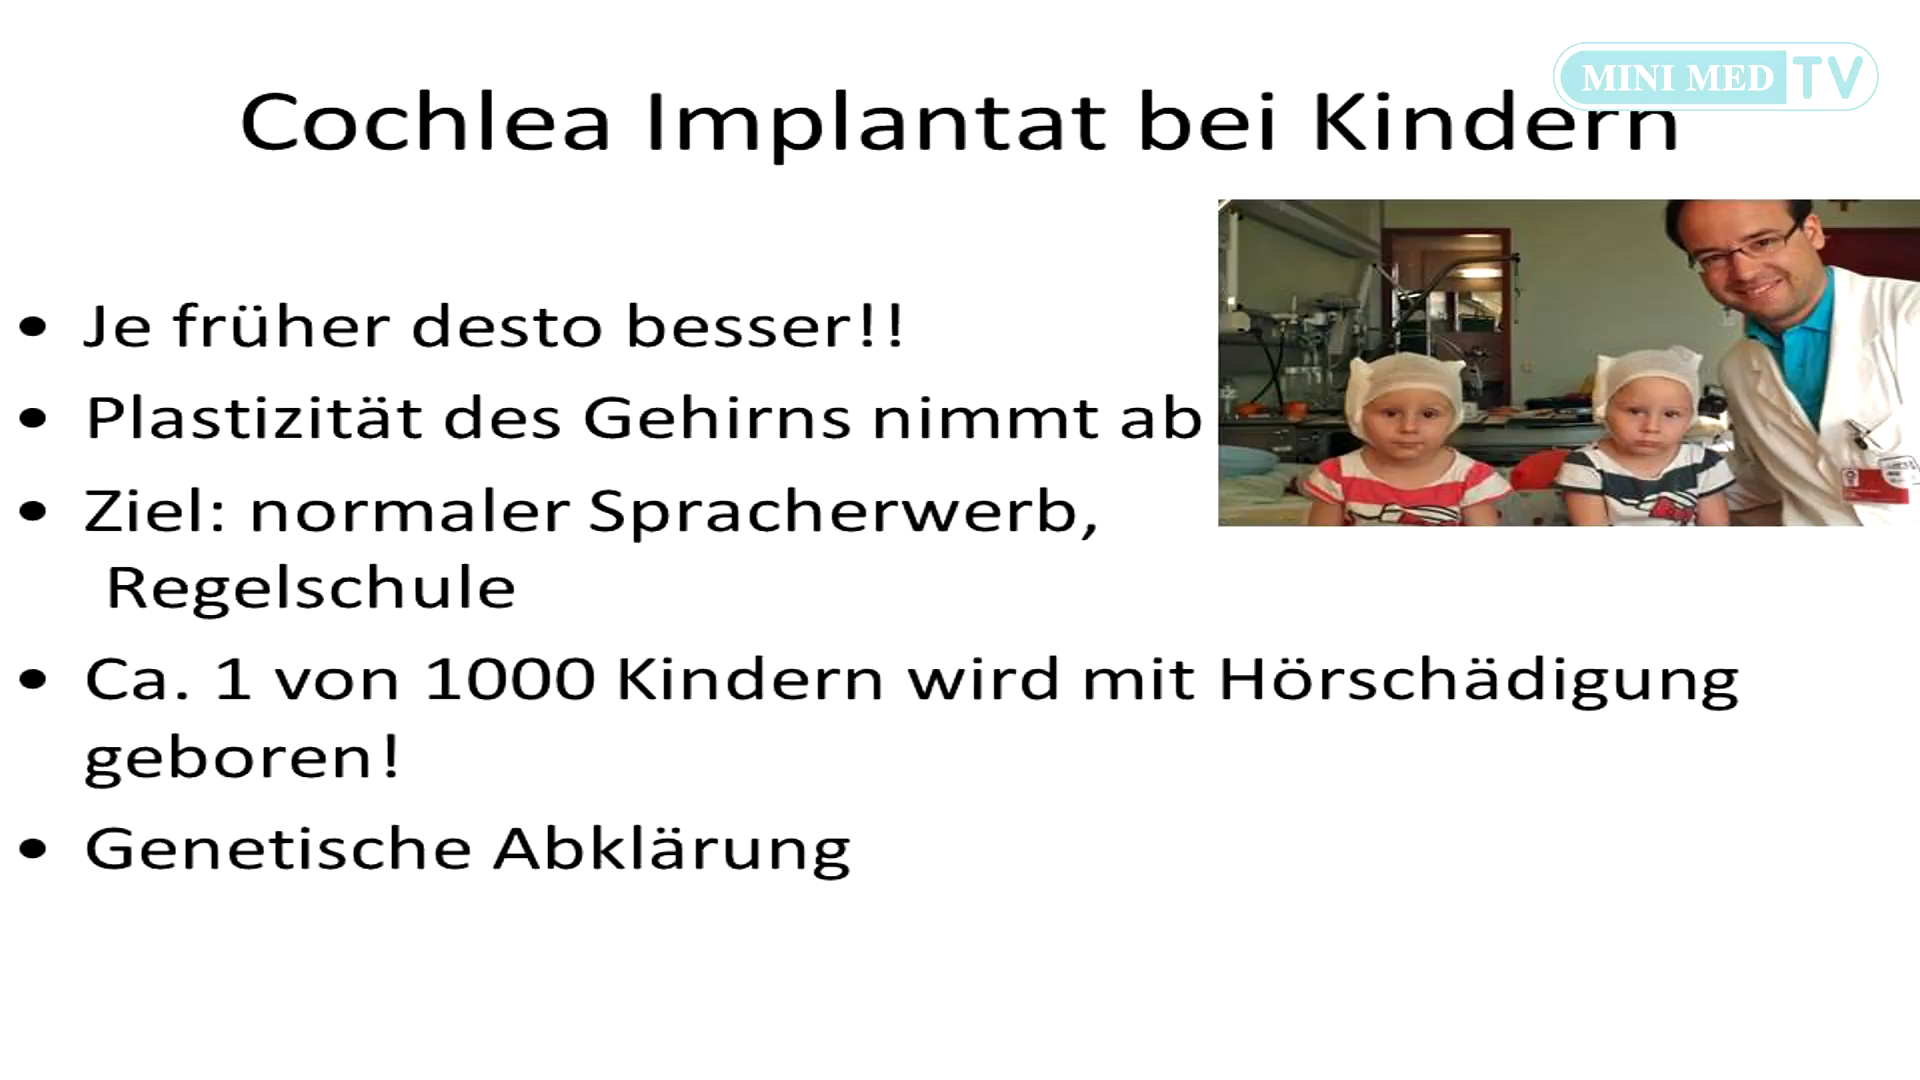 MINI MED TV
Cochlea Implantat bei Kindern
• Je früher desto besser!!
• Plastizität des Gehirns nimmt ab
• Ziel: normaler Spracherwerb,
Regelschule
• Ca. 1 von 1000 Kindern wird mit Hörschädigung
geboren!
• Genetische Abklärung